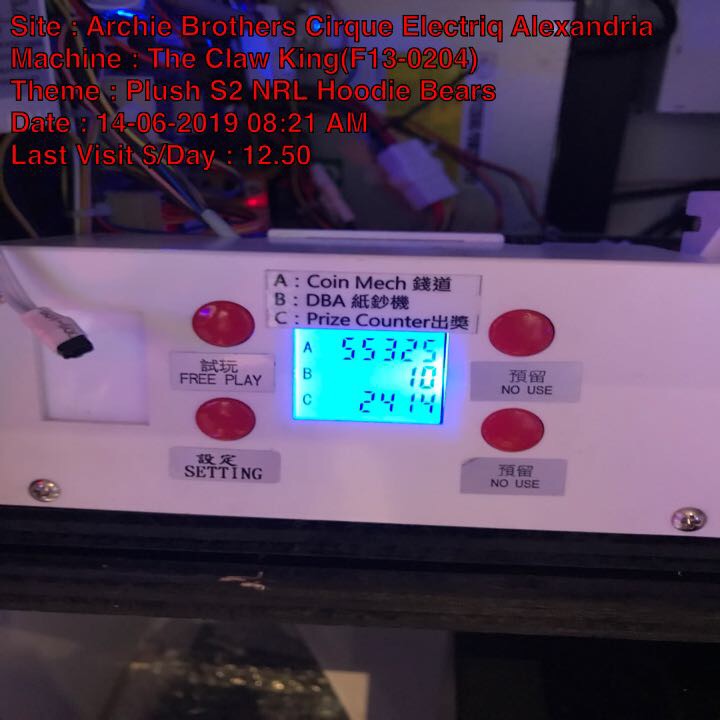 Site : Archie Brothers Cirque Electriq Alexandria
Machine : The Claw King(F13-0204)
Theme : Plush S2 NRL Hoodie Bears
Date : 14-06-2019 08:21 AM
Last Visit $/Day : 12.50
A : Coin Mech 錢道
B : DBA 紙鈔機
C : Prize Counter出獎
A 55325
B 10
C 2414
試玩
FREE PLAY
預留
NO USE
設定
SETTING
預留
NO USE